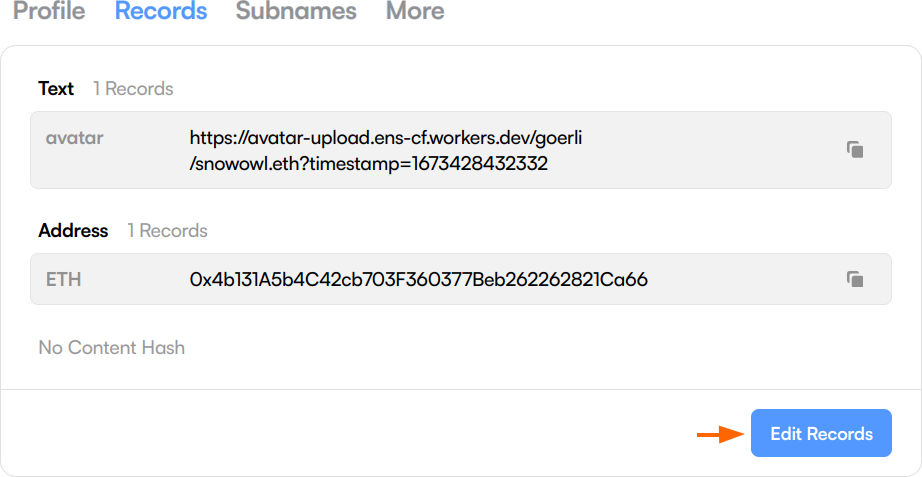 Profile Records Subnames More
Text 1 Records
avatar https://avatar-upload.ens-cf.workers.dev/goerli
/snowowl.eth?timestamp=1673428432332
Address 1 Records
ETH 0x4b131A5b4C42cb703F360377Beb262262821Ca66
No Content Hash
Edit Records